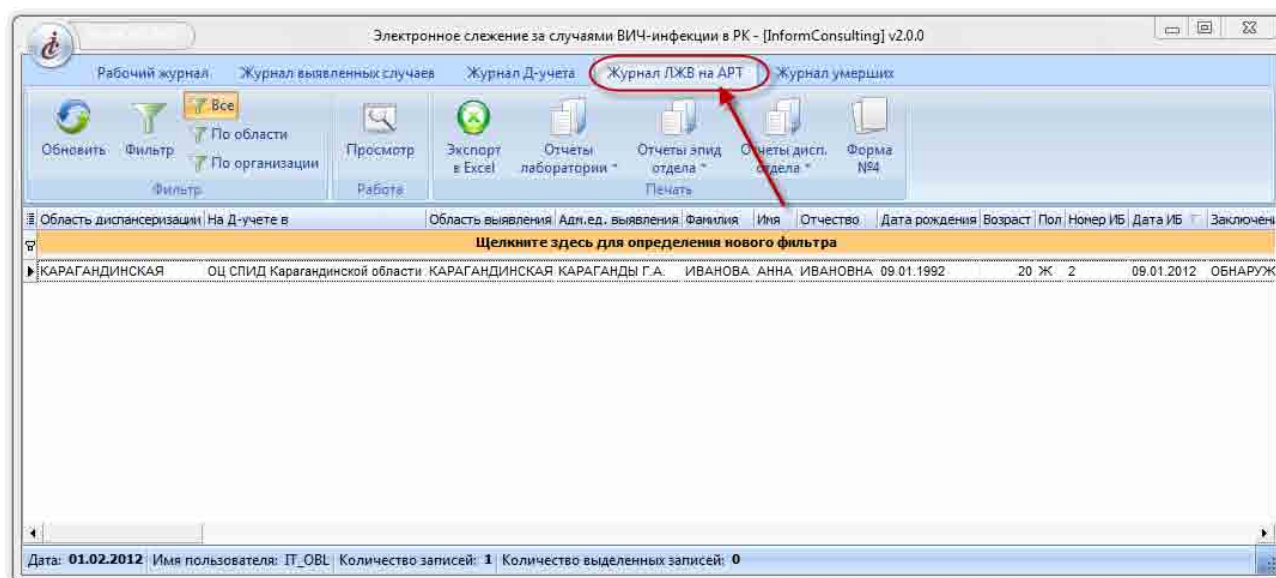 Электронное слежение за случаями ВИЧ-инфекции в РК - [InformConsulting] v2.0.0
Рабочий журнал Журнал выявленных случаев Журнал Д-учета Журнал ЛЖВ на АРТ Журнал умерших
Обновить Фильтр Все По области По организации Просмотр Экспорт в Excel Отчеты лаборатории Отчеты эпид отдела Отчеты дисп. отдела Форма №4
Фильтр Работа Печать
Область диспансеризации На Д-учете в Область выявления Адм.ед. выявления Фамилия Имя Отчество Дата рождения Возраст Пол Номер ИБ Дата ИБ Заключени
Щелкните здесь для определения нового фильтра
КАРАГАНДИНСКАЯ ОЦ СПИД Карагандинской области КАРАГАНДИНСКАЯ КАРАГАНДЫ Г.А. ИВАНОВА АННА ИВАНОВНА 09.01.1992 20 Ж 2 09.01.2012 ОБНАРУЖ
Дата: 01.02.2012 Имя пользователя: IT_OBL Количество записей: 1 Количество выделенных записей: 0